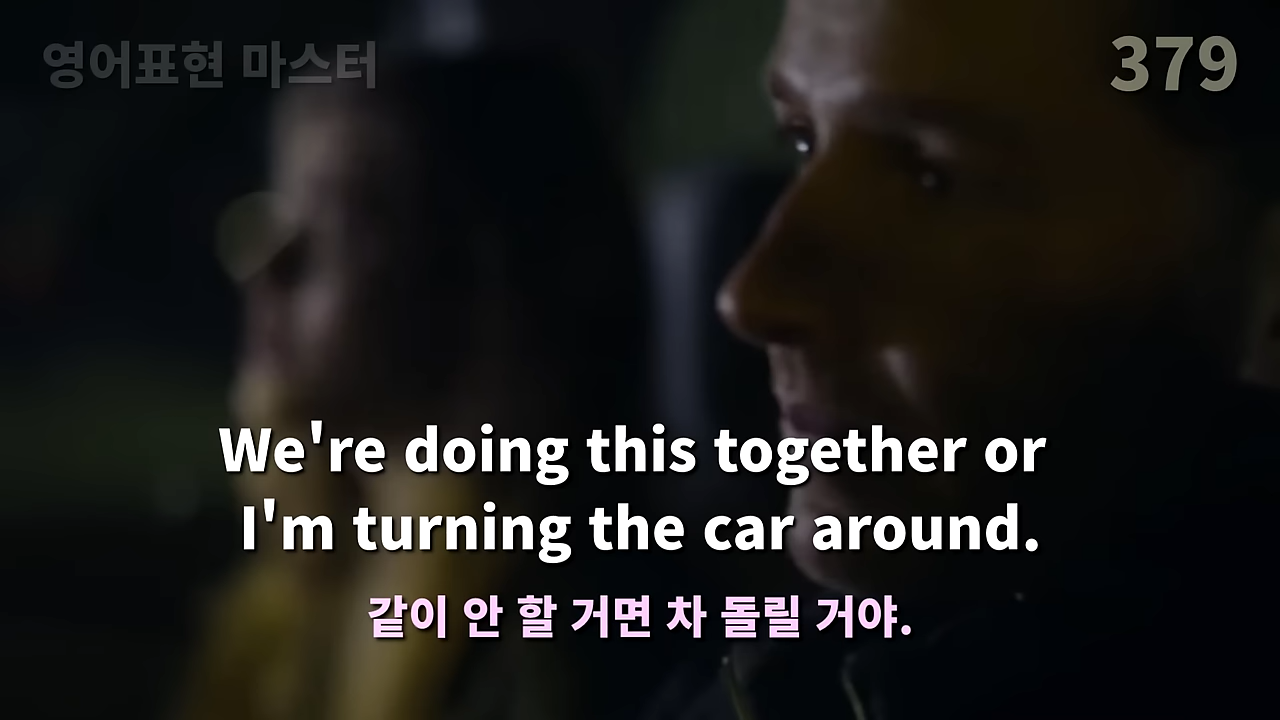 영어표현 마스터
379
We're doing this together or
I'm turning the car around.
같이 안 할 거면 차 돌릴 거야.